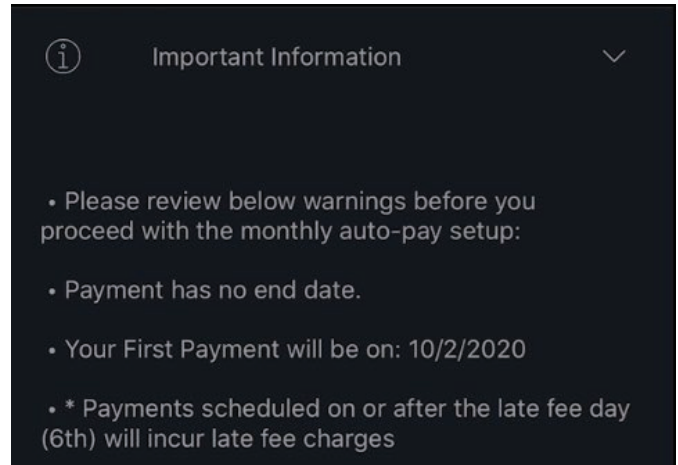 Important Information
• Please review below warnings before you
proceed with the monthly auto-pay setup:
• Payment has no end date.
• Your First Payment will be on: 10/2/2020
• * Payments scheduled on or after the late fee day
(6th) will incur late fee charges